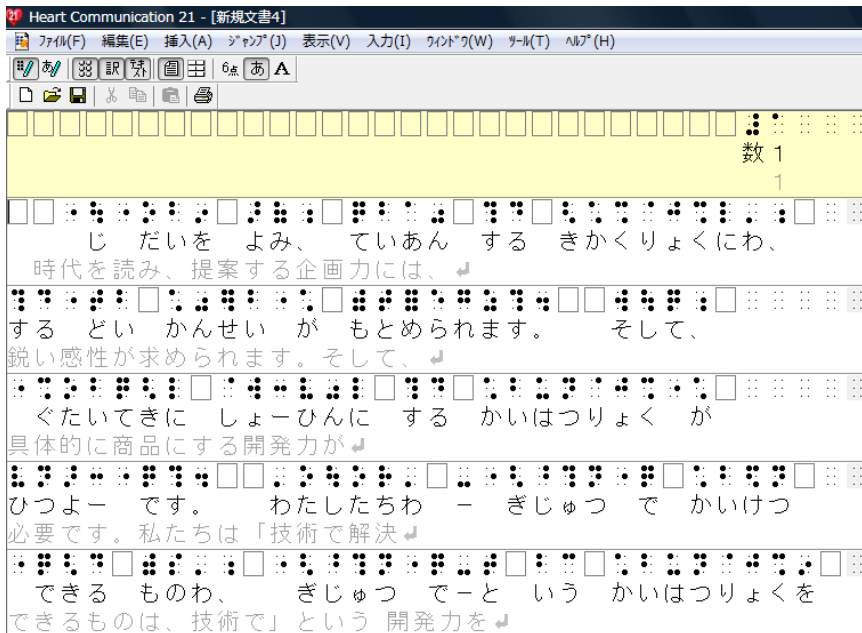 Heart Communication 21 - [新規文書4]
ﾌｧｲﾙ(F) 編集(E) 挿入(A) ｼﾞｬﾝﾌﾟ(J) 表示(V) 入力(I) ｳｨﾝﾄﾞｳ(W) ﾂｰﾙ(T) ﾍﾙﾌﾟ(H)
あ 訳 6点 あ A
数 1
1
じ だいを よみ、 ていあん する きかくりょくにわ、
時代を読み、提案する企画力には、
する どい かんせい が もとめられます。 そして、
鋭い感性が求められます。そして、
ぐたいてきに しょーひんに する かいはつりょく が
具体的に商品にする開発力が
ひつよー です。 わたしたちわ － ぎじゅつ で かいけつ
必要です。私たちは「技術で解決
できる ものわ、 ぎじゅつ でーと いう かいはつりょくを
できるものは、技術で」という 開発力を